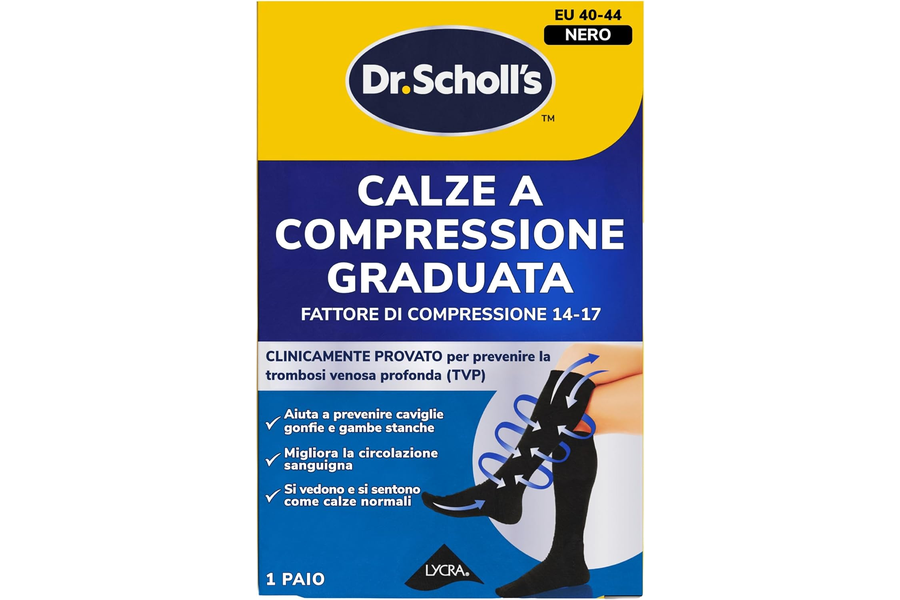 EU 40-44
NERO
Dr.Scholl's
TM
CALZE A
COMPRESSIONE
GRADUATA
FATTORE DI COMPRESSIONE 14-17
CLINICAMENTE PROVATO per prevenire la
trombosi venosa profonda (TVP)
Aiuta a prevenire caviglie
gonfie e gambe stanche
Migliora la circolazione
sanguigna
Si vedono e si sentono
come calze normali
LYCRA®
1 PAIO